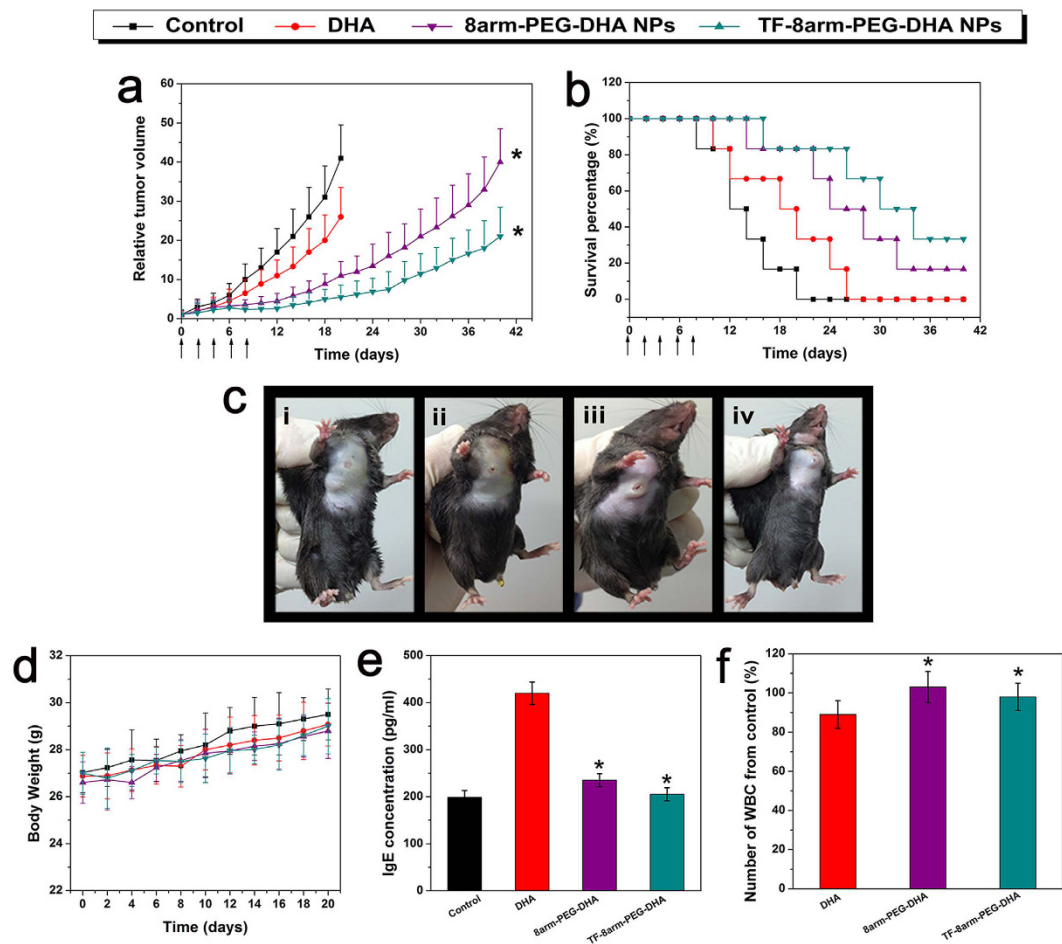 Control DHA 8arm-PEG-DHA NPs TF-8arm-PEG-DHA NPs
a
Relative tumor volume
60
50
40
30
20
10
0
0 6 12 18 24 30 36 42
Time (days)
*
*
b
Survival percentage (%)
120
100
80
60
40
20
0
0 6 12 18 24 30 36 42
Time (days)
c
i ii iii iv
d
Body Weight (g)
32
30
28
26
24
22
0 2 4 6 8 10 12 14 16 18 20
Time (days)
e
IgE concentration (pg/ml)
500
400
300
200
100
0
* *
Control DHA 8arm-PEG-DHA TF-8arm-PEG-DHA
f
Number of WBC from control (%)
120
100
80
60
40
20
0
* *
DHA 8arm-PEG-DHA TF-8arm-PEG-DHA